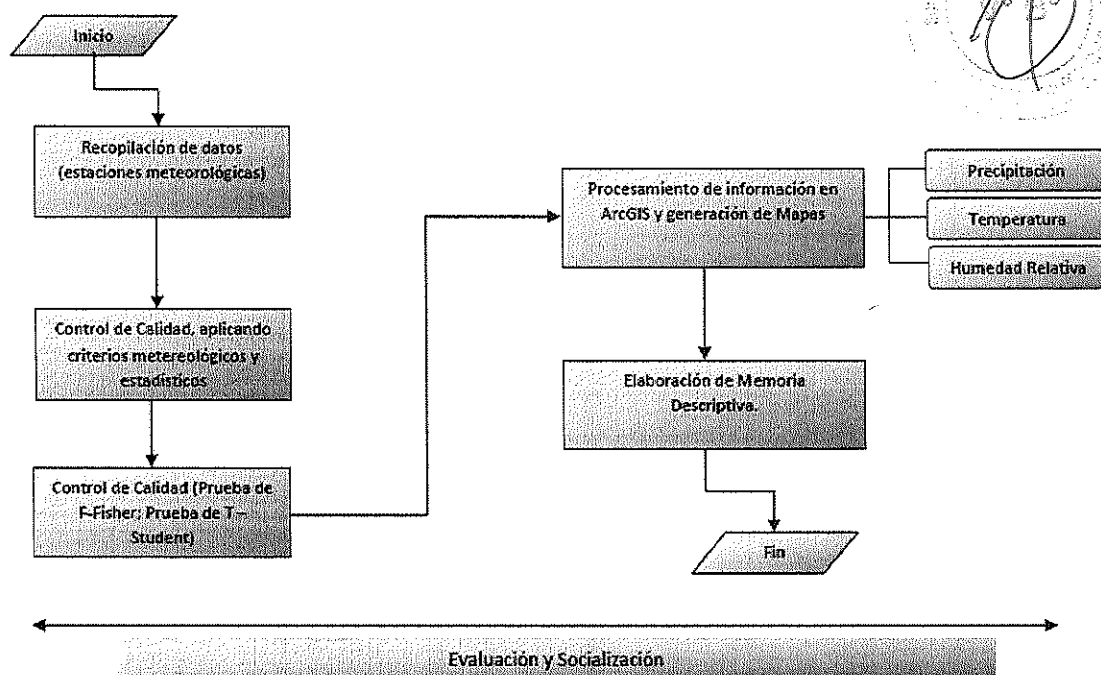 Inicio
Recopilación de datos
(estaciones meteorológicas)
Control de Calidad, aplicando
criterios metereológicos y
estadísticos
Control de Calidad (Prueba de
F-Fisher; Prueba de T –
Student)
Procesamiento de información en
ArcGIS y generación de Mapas
Precipitación
Temperatura
Humedad Relativa
Elaboración de Memoria
Descriptiva.
Fin
Evaluación y Socialización